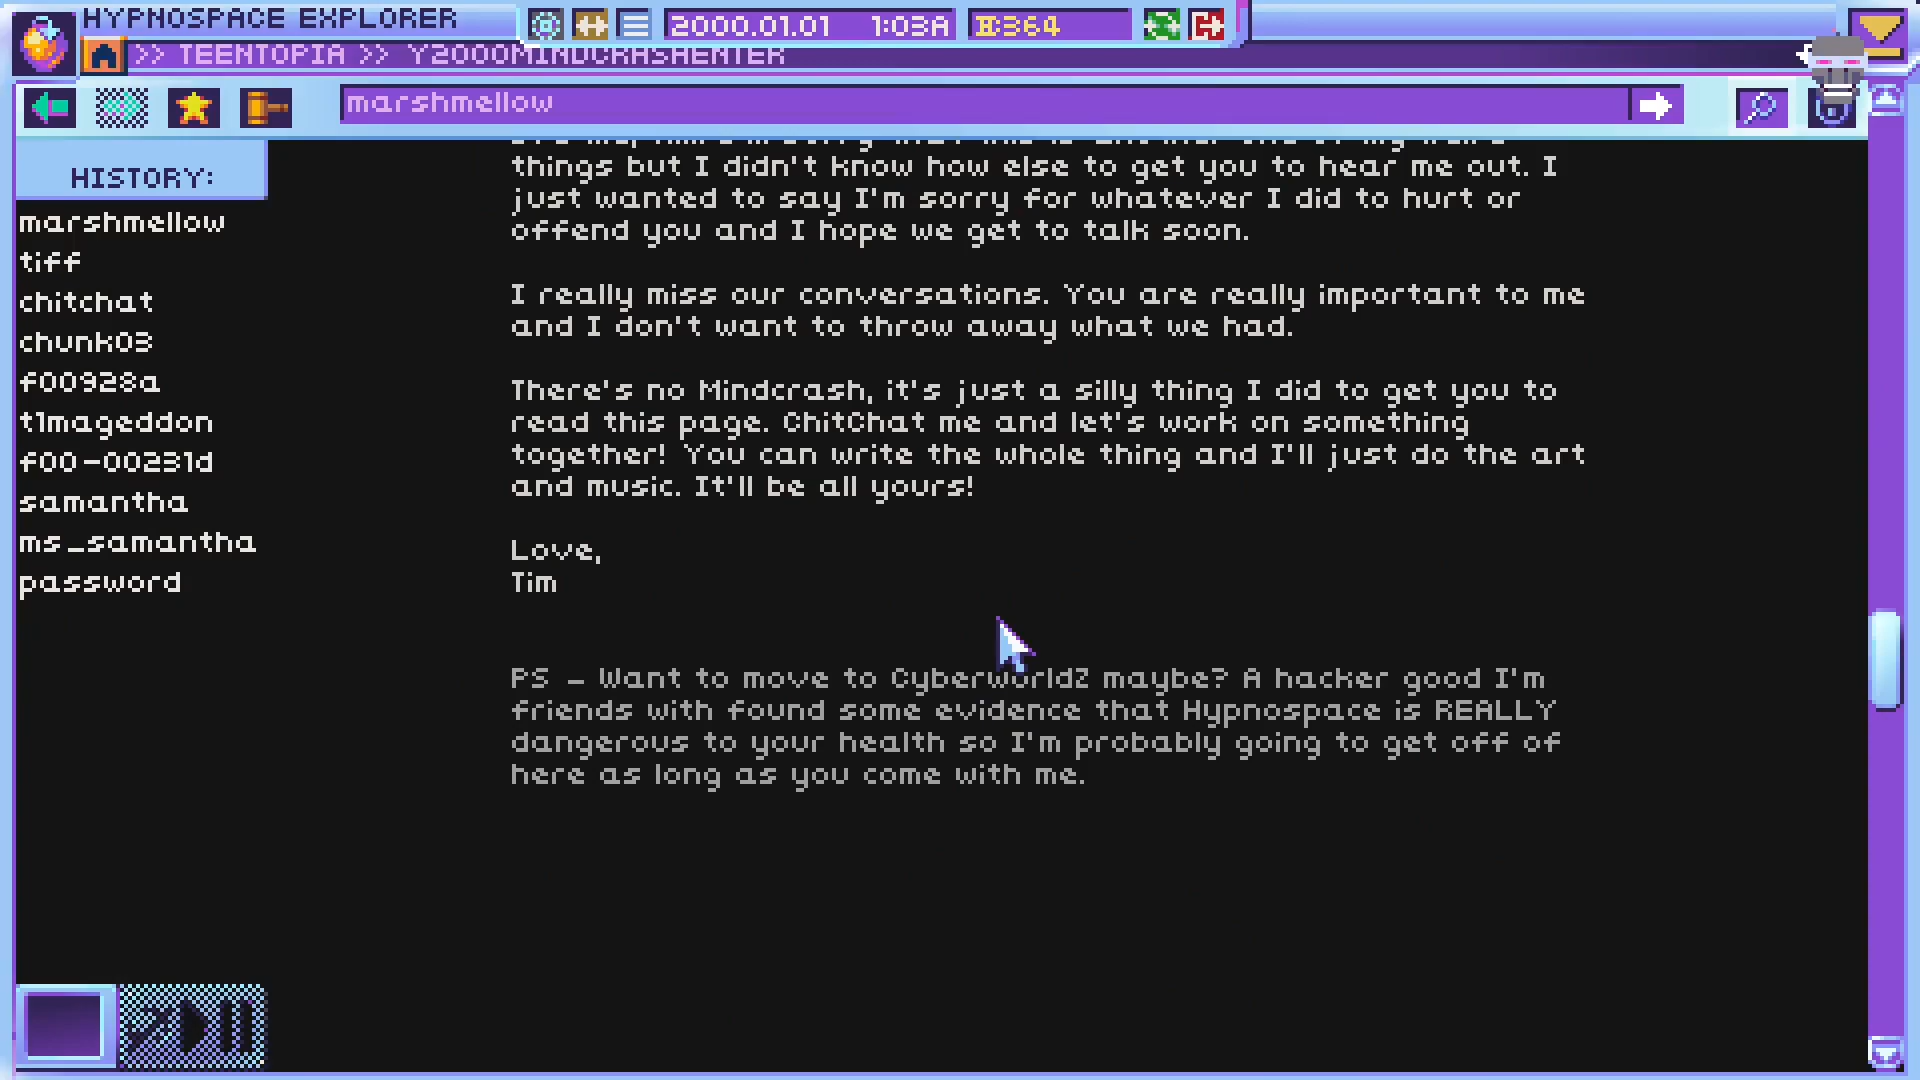 HYPNOSPACE EXPLORER
2000.01.01 1:03A
364
>> TEENTOPIA >> Y2000MINDCRASHENTER
marshmellow
HISTORY:
marshmellow
tiff
chitchat
chunk03
f00928a
t1mageddon
f00-00231d
samantha
ms_samantha
password
things but I didn't know how else to get you to hear me out. I
just wanted to say I'm sorry for whatever I did to hurt or
offend you and I hope we get to talk soon.
I really miss our conversations. You are really important to me
and I don't want to throw away what we had.
There's no Mindcrash, it's just a silly thing I did to get you to
read this page. ChitChat me and let's work on something
together! You can write the whole thing and I'll just do the art
and music. It'll be all yours!
Love,
Tim
PS - Want to move to Cyberworld2 maybe? A hacker good I'm
friends with found some evidence that Hypnospace is REALLY
dangerous to your health so I'm probably going to get off of
here as long as you come with me.